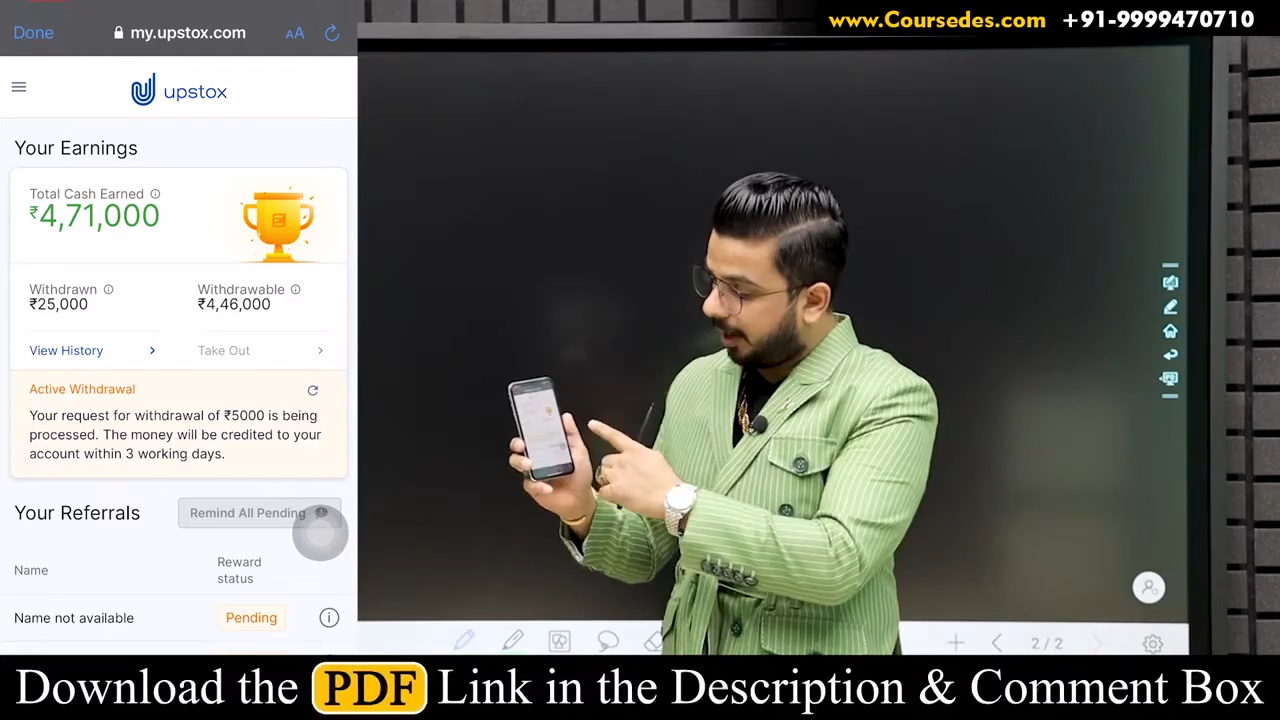 www.Coursedes.com +91-9999470710
Done
my.upstox.com
AA
upstox
Your Earnings
Total Cash Earned
₹4,71,000
Withdrawn
₹25,000
Withdrawable
₹4,46,000
View History
Take Out
Active Withdrawal
Your request for withdrawal of ₹5000 is being
processed. The money will be credited to your
account within 3 working days.
Your Referrals
Remind All Pending
Name
Reward
status
Name not available
Pending
2/2
Download the PDF Link in the Description & Comment Box